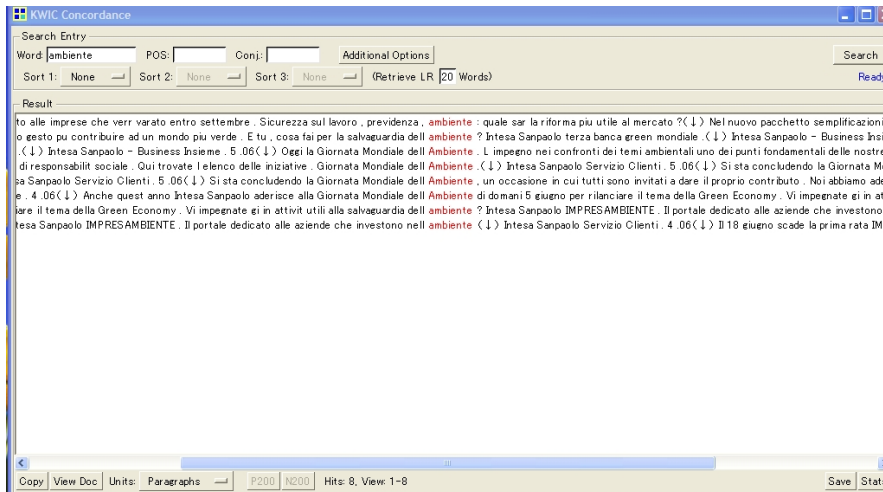 KWIC Concordance
Search Entry
Word: ambiente POS: Conj.: Additional Options Search
Sort 1: None Sort 2: None Sort 3: None (Retrieve LR 20 Words) Ready
Result
to alle imprese che verr varato entro settembre . Sicurezza sul lavoro , previdenza , ambiente : quale sar la riforma piu utile al mercato ?(↓) Nel nuovo pacchetto semplificazioni
o gesto pu contribuire ad un mondo piu verde . E tu , cosa fai per la salvaguardia dell ambiente ? Intesa Sanpaolo terza banca green mondiale .(↓) Intesa Sanpaolo - Business Insi
.(↓) Intesa Sanpaolo - Business Insieme . 5 .06(↓) Oggi la Giornata Mondiale dell Ambiente . L impegno nei confronti dei temi ambientali uno dei punti fondamentali delle nostre
di responsabilit sociale . Qui trovate l elenco delle iniziative . Giornata Mondiale dell Ambiente .(↓) Intesa Sanpaolo Servizio Clienti . 5 .06(↓) Si sta concludendo la Giornata M
sa Sanpaolo Servizio Clienti . 5 .06(↓) Si sta concludendo la Giornata Mondiale dell Ambiente , un occasione in cui tutti sono invitati a dare il proprio contributo . Noi abbiamo ade
e . 4 .06(↓) Anche quest anno Intesa Sanpaolo aderisce alla Giornata Mondiale dell Ambiente di domani 5 giugno per rilanciare il tema della Green Economy . Vi impegnate gi in at
iare il tema della Green Economy . Vi impegnate gi in attivit utili alla salvaguardia dell ambiente ? Intesa Sanpaolo IMPRESAMBIENTE . Il portale dedicato alle aziende che investono
tesa Sanpaolo IMPRESAMBIENTE . Il portale dedicato alle aziende che investono nell ambiente (↓) Intesa Sanpaolo Servizio Clienti . 4 .06(↓) Il 18 giugno scade la prima rata IM
Copy View Doc Units: Paragraphs P200 N200 Hits: 8, View: 1-8 Save Stat